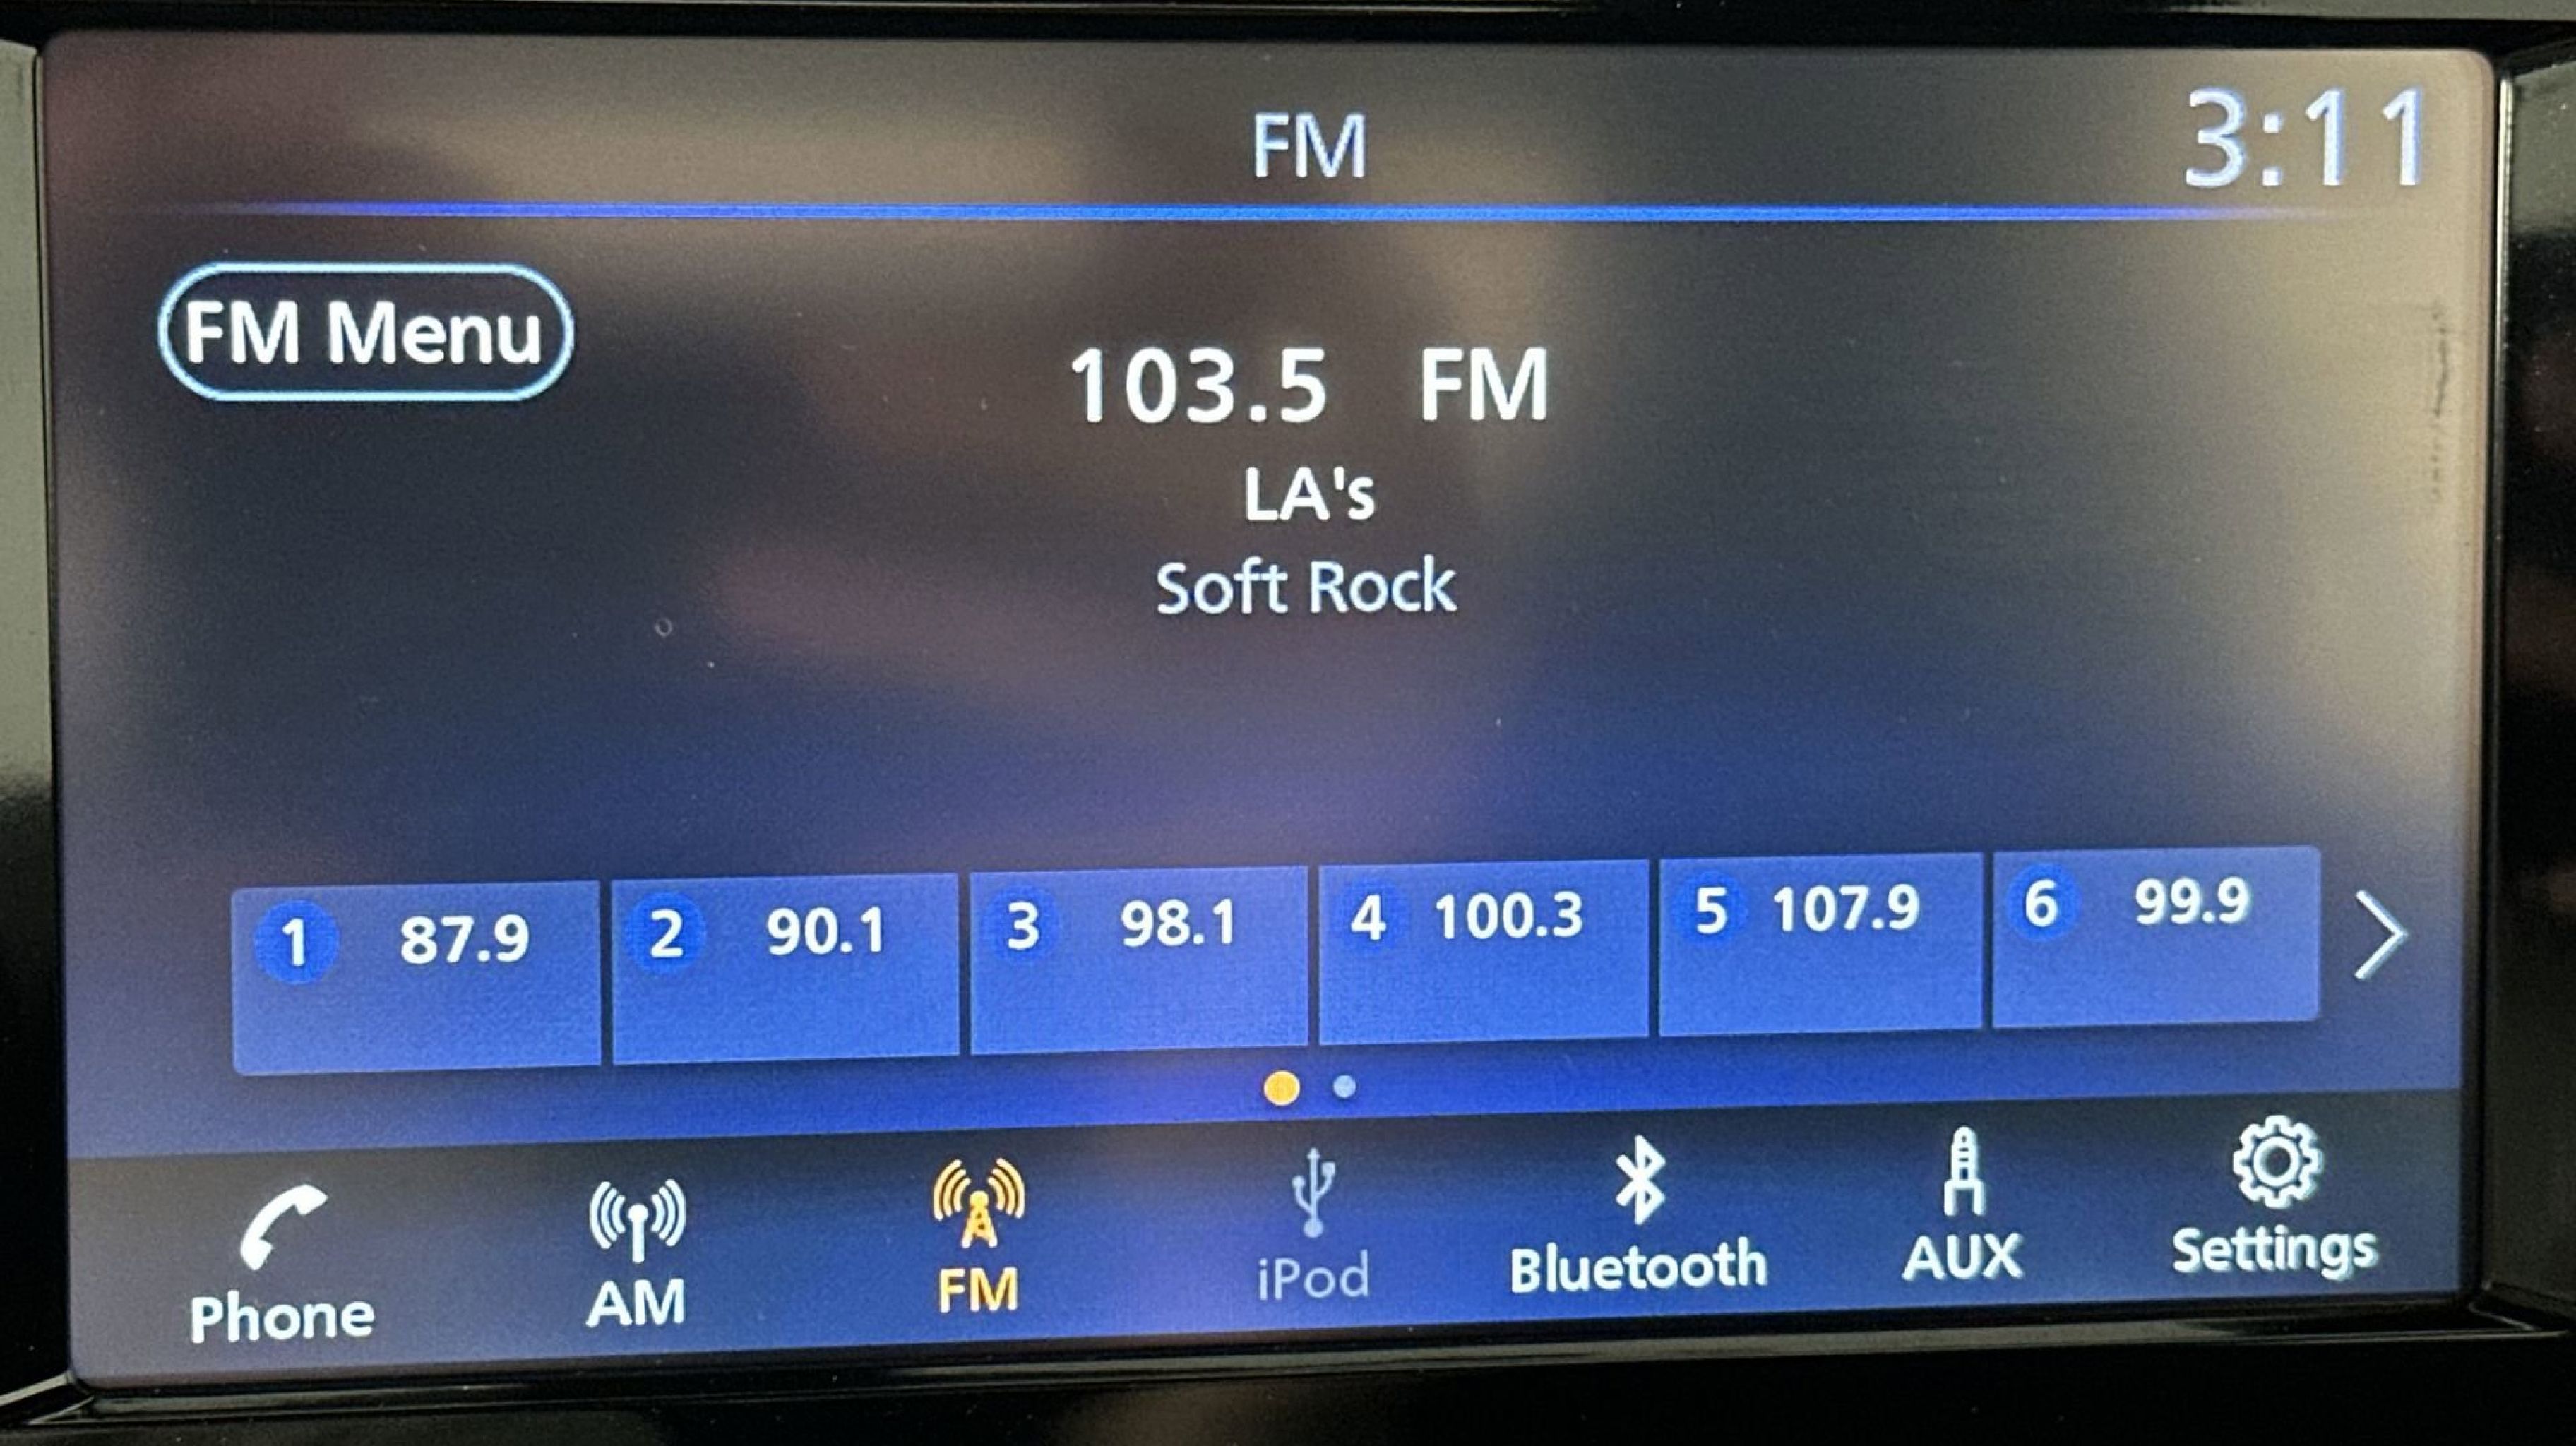 FM 3:11
FM Menu
103.5 FM
LA's
Soft Rock
1 87.9 2 90.1 3 98.1 4 100.3 5 107.9 6 99.9
Phone AM FM iPod Bluetooth AUX Settings